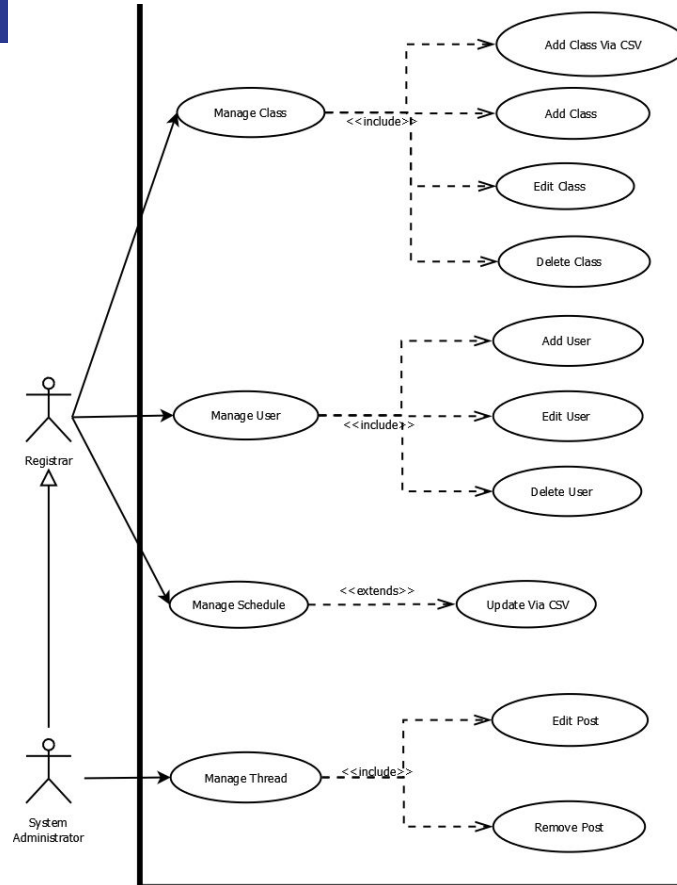 Add Class Via CSV
Manage Class
<<include>>
Add Class
Edit Class
Delete Class
Add User
Manage User
<<include>>
Edit User
Delete User
Registrar
Manage Schedule
<<extends>>
Update Via CSV
Edit Post
Manage Thread
<<include>>
Remove Post
System
Administrator